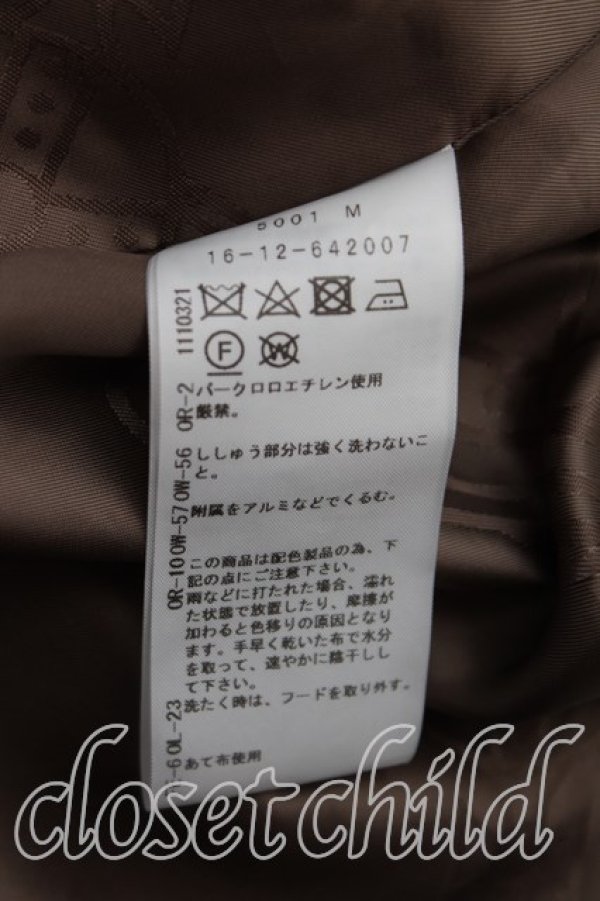 5001 M
16-12-642007
1110321
F
W
OR-2
パークロロエチレン使用
厳禁。
OW-56
ししゅう部分は強く洗わないこ
と。
OW-57
附属をアルミなどでくるむ。
OR-10
この商品は配色製品の為、下
記の点にご注意下さい。
雨などに打たれた場合、濡れ
た状態で放置したり、摩擦が
加わると色移りの原因となり
ます。手早く乾いた布で水分
を取って、速やかに陰干しし
て下さい。
OL-23
洗たく時は、フードを取り外す。
あて布使用
closet child